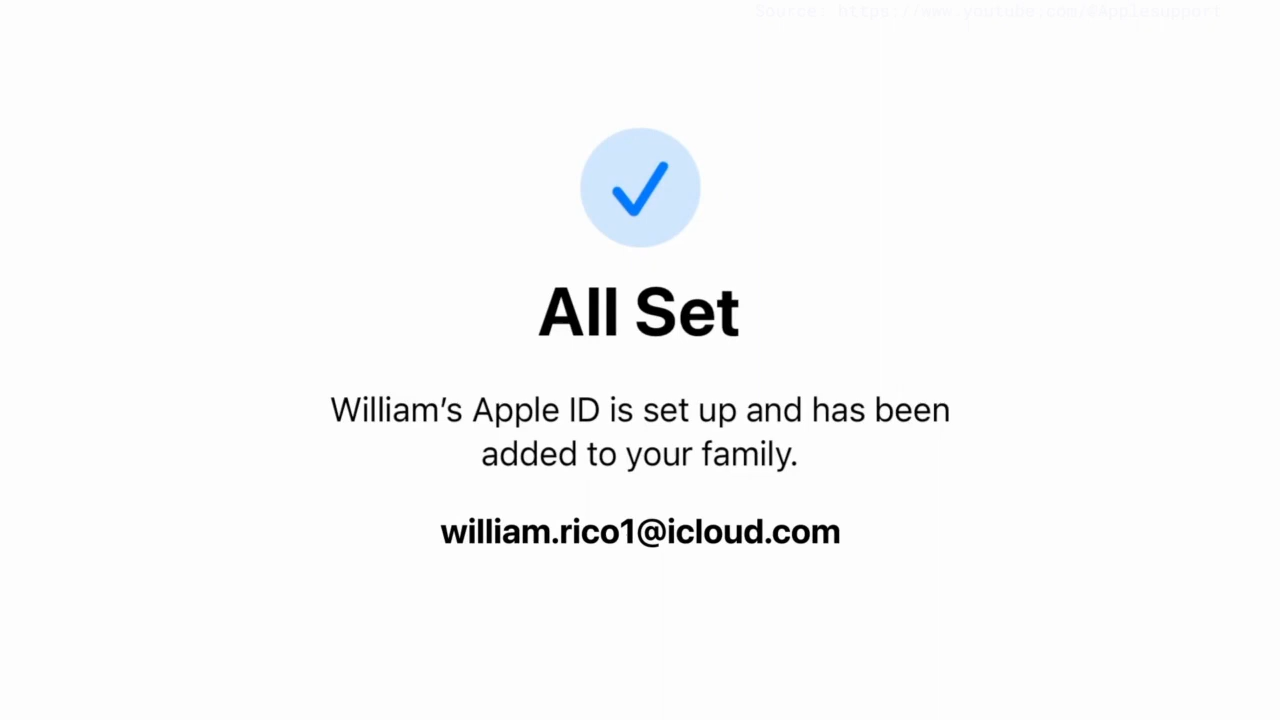 Source: https://www.youtube.com/@Applesupport
All Set
William’s Apple ID is set up and has been
added to your family.
william.rico1@icloud.com